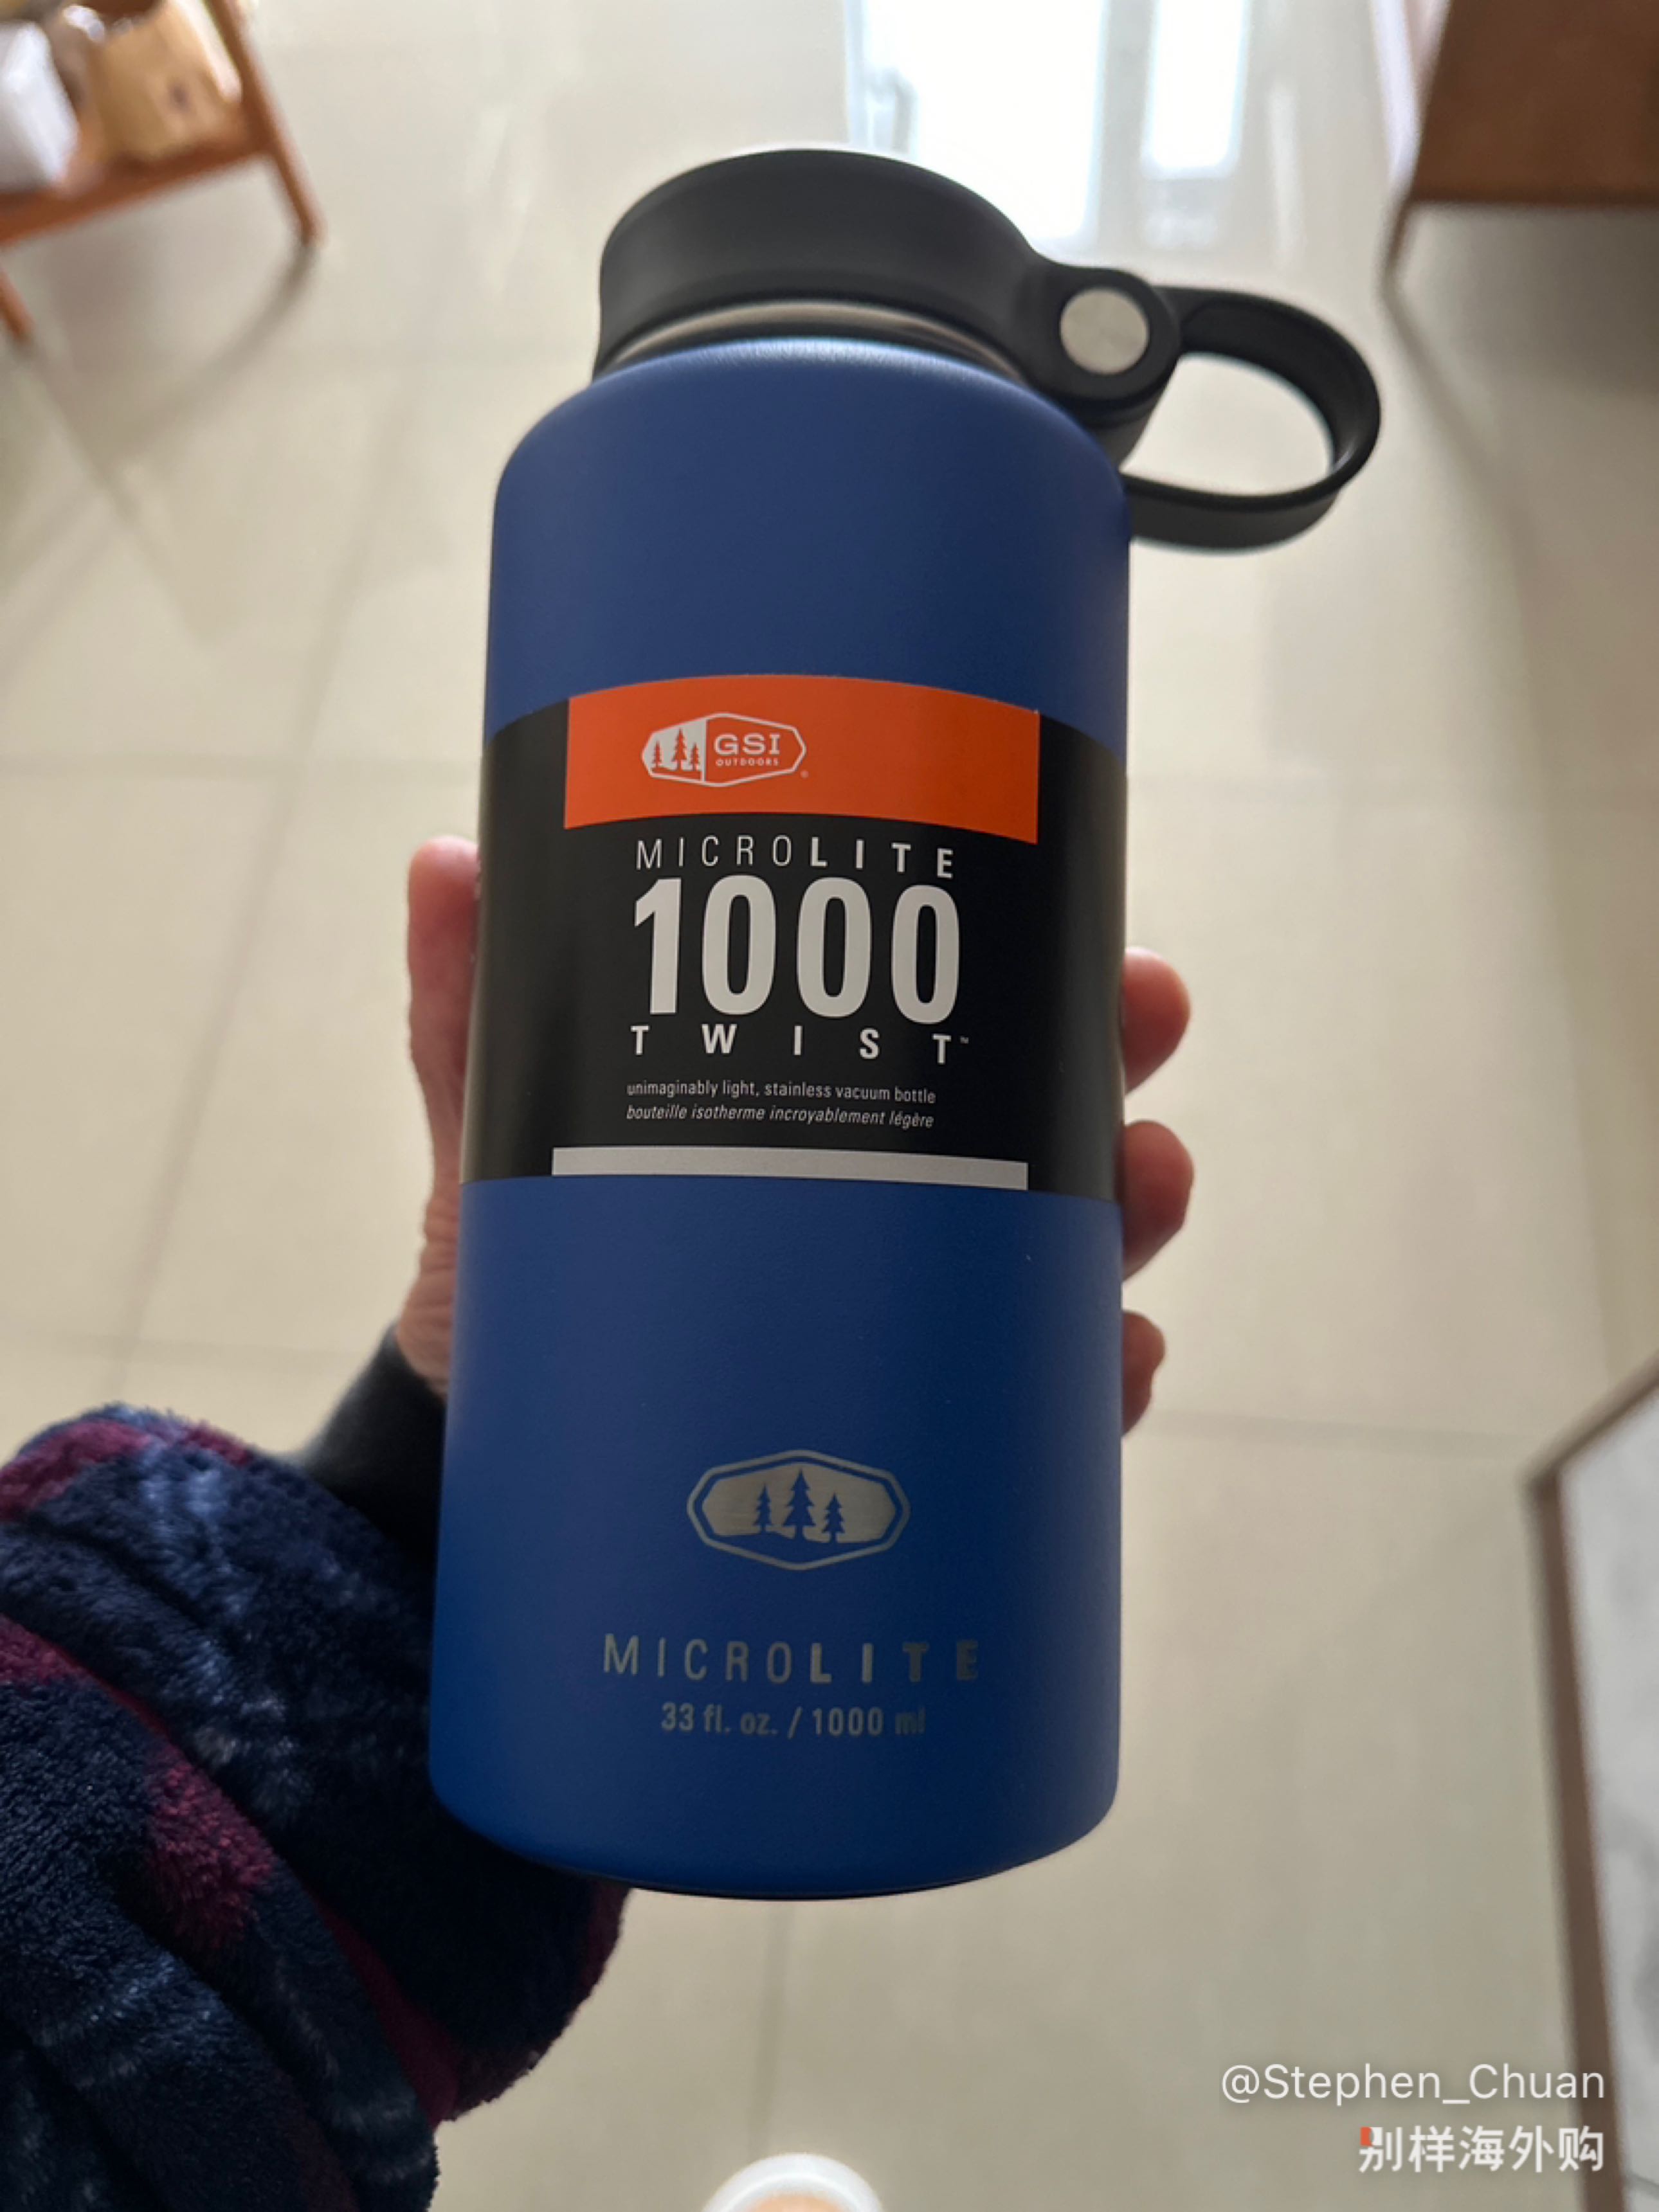 GSI
OUTDOORS
MICROLITE
1000
TWIST™
unimaginably light, stainless vacuum bottle
bouteille isotherme incroyablement légère
MICROLITE
33 fl. oz. / 1000 ml
@Stephen_Chuan
别样海外购